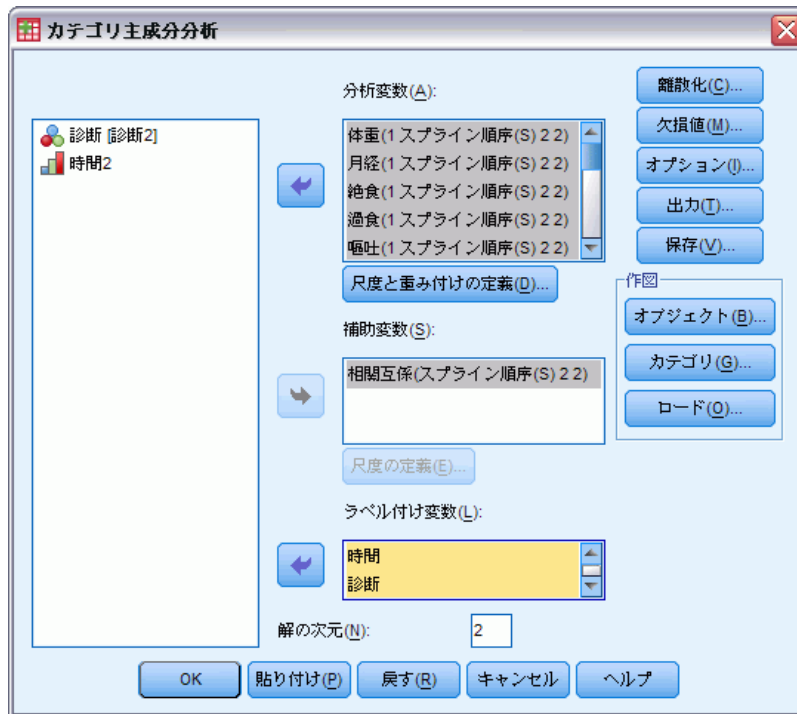 カテゴリ主成分分析
診断 [診断2]
時間2
分析変数(A):
体重(1 スプライン順序(S) 2 2)
月経(1 スプライン順序(S) 2 2)
絶食(1 スプライン順序(S) 2 2)
過食(1 スプライン順序(S) 2 2)
嘔吐(1 スプライン順序(S) 2 2)
尺度と重み付けの定義(D)...
補助変数(S):
相関互係(スプライン順序(S) 2 2)
尺度の定義(E)...
ラベル付け変数(L):
時間
診断
解の次元(N):
2
離散化(C)...
欠損値(M)...
オプション(I)...
出力(T)...
保存(V)...
作図
オブジェクト(B)...
カテゴリ(G)...
ロード(O)...
OK
貼り付け(P)
戻す(R)
キャンセル
ヘルプ